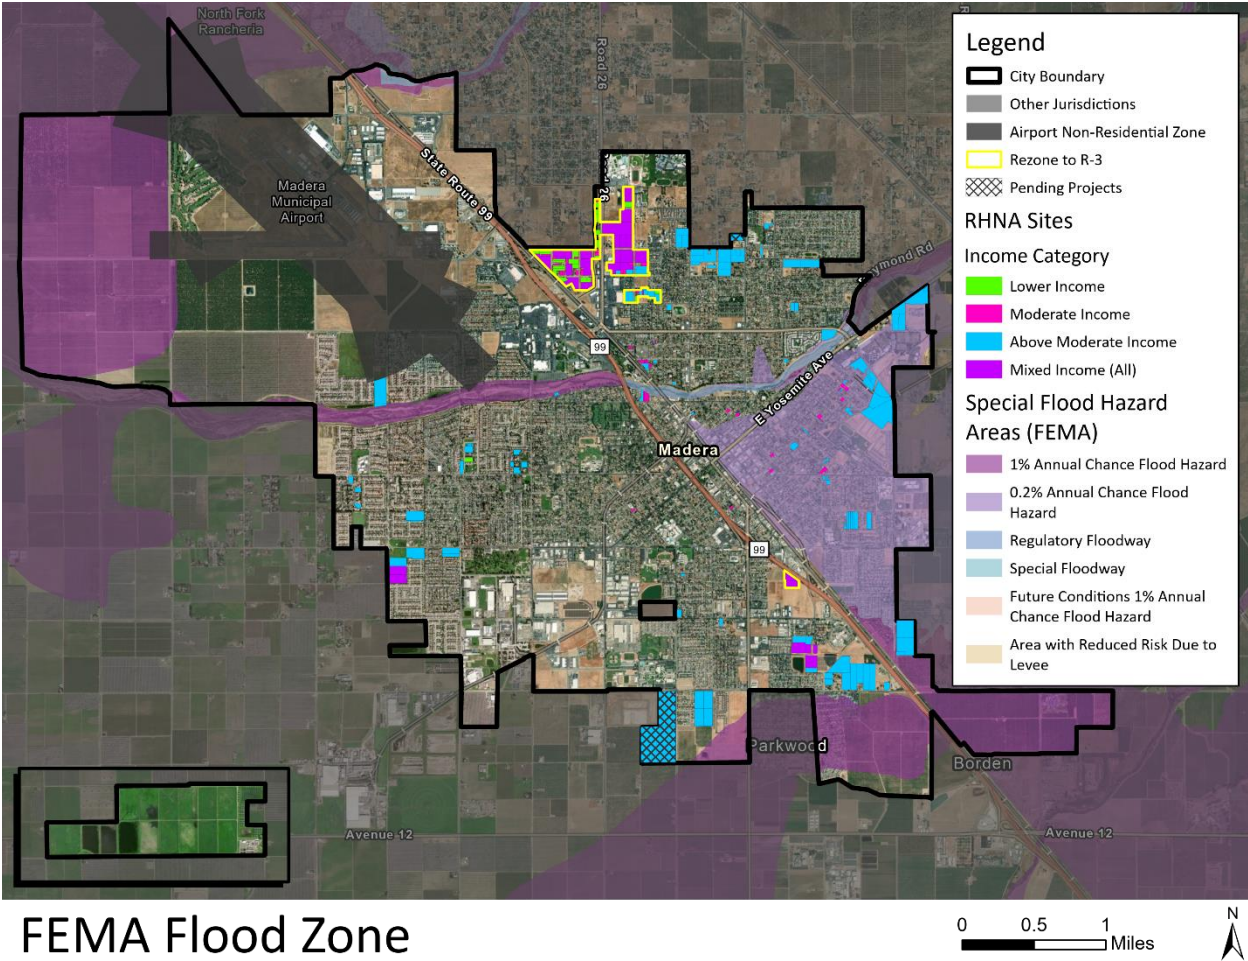 North Fork
Rancheria
Road 26
R
State Route 99
26
Madera
Municipal
Airport
Raymond Rd
99
E Yosemite Ave
Madera
99
Parkwood
Borden
Avenue 12
Avenue 12
Legend
City Boundary
Other Jurisdictions
Airport Non-Residential Zone
Rezone to R-3
Pending Projects
RHNA Sites
Income Category
Lower Income
Moderate Income
Above Moderate Income
Mixed Income (All)
Special Flood Hazard
Areas (FEMA)
1% Annual Chance Flood Hazard
0.2% Annual Chance Flood
Hazard
Regulatory Floodway
Special Floodway
Future Conditions 1% Annual
Chance Flood Hazard
Area with Reduced Risk Due to
Levee
FEMA Flood Zone
0 0.5 1
Miles
N